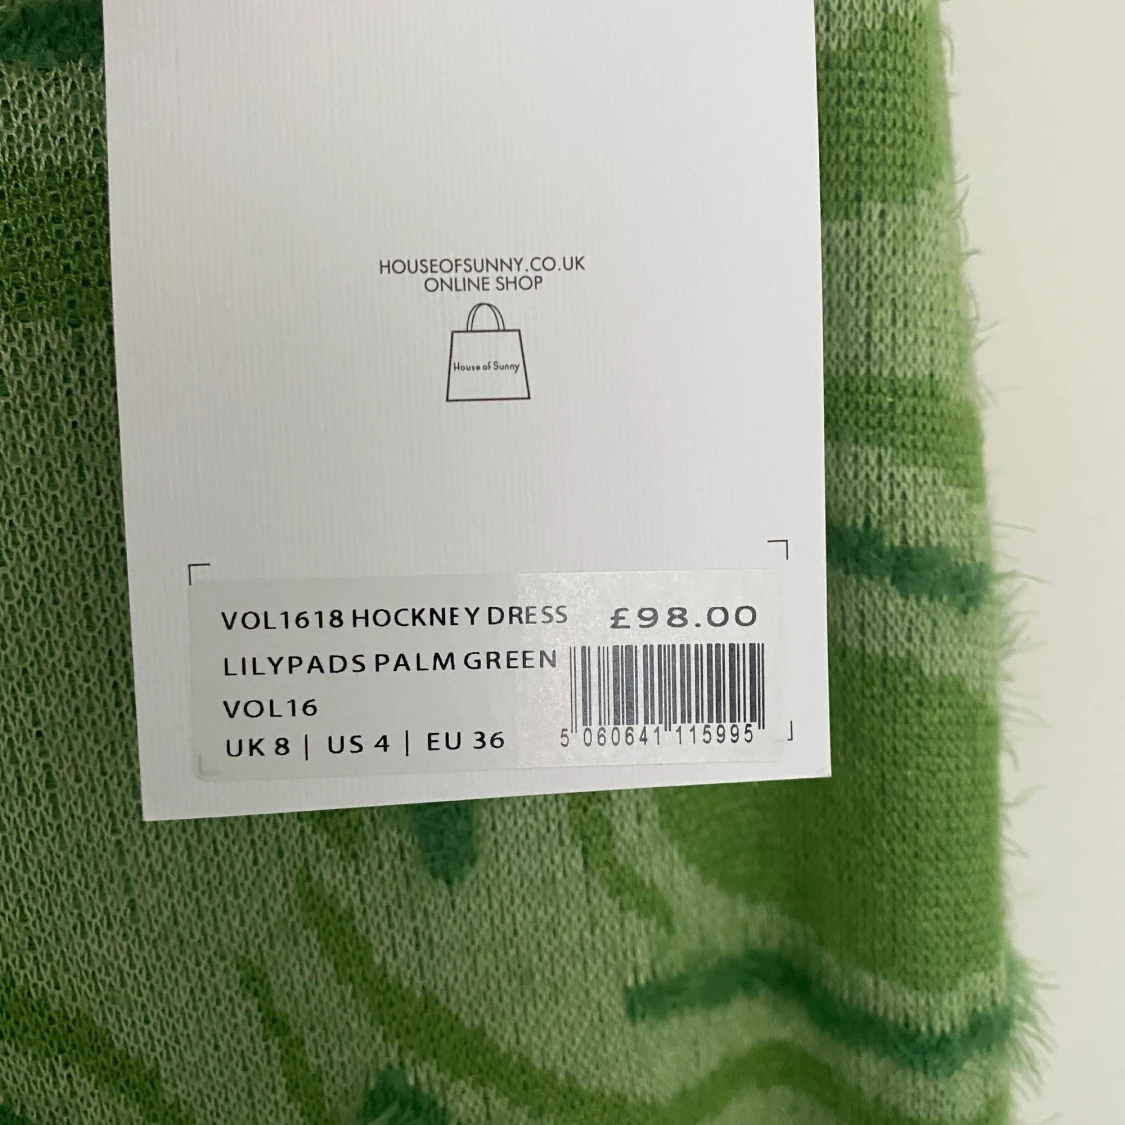 HOUSEOFSUNNY.CO.UK
ONLINE SHOP
House of Sunny
VOL1618 HOCKNEY DRESS £98.00
LILYPADS PALM GREEN
VOL16
UK 8 | US 4 | EU 36
5 060641 115995